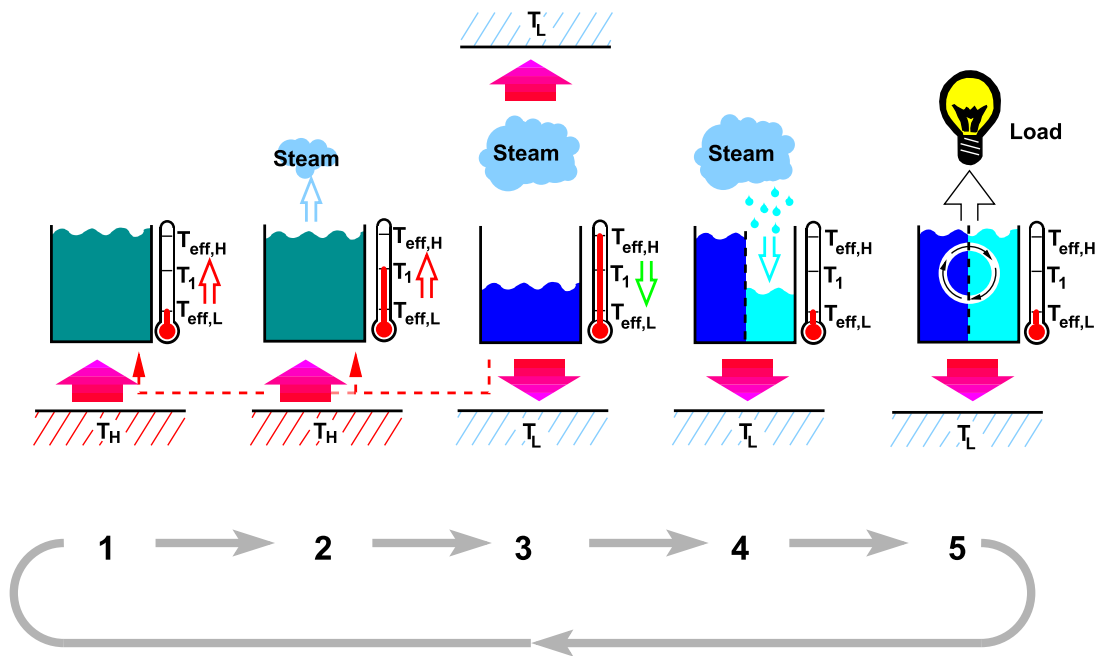 T_L
Steam
Steam
Steam
Load
T_eff,H
T_1
T_eff,L
T_eff,H
T_1
T_eff,L
T_eff,H
T_1
T_eff,L
T_eff,H
T_1
T_eff,L
T_eff,H
T_1
T_eff,L
T_H
T_H
T_L
T_L
T_L
1
2
3
4
5